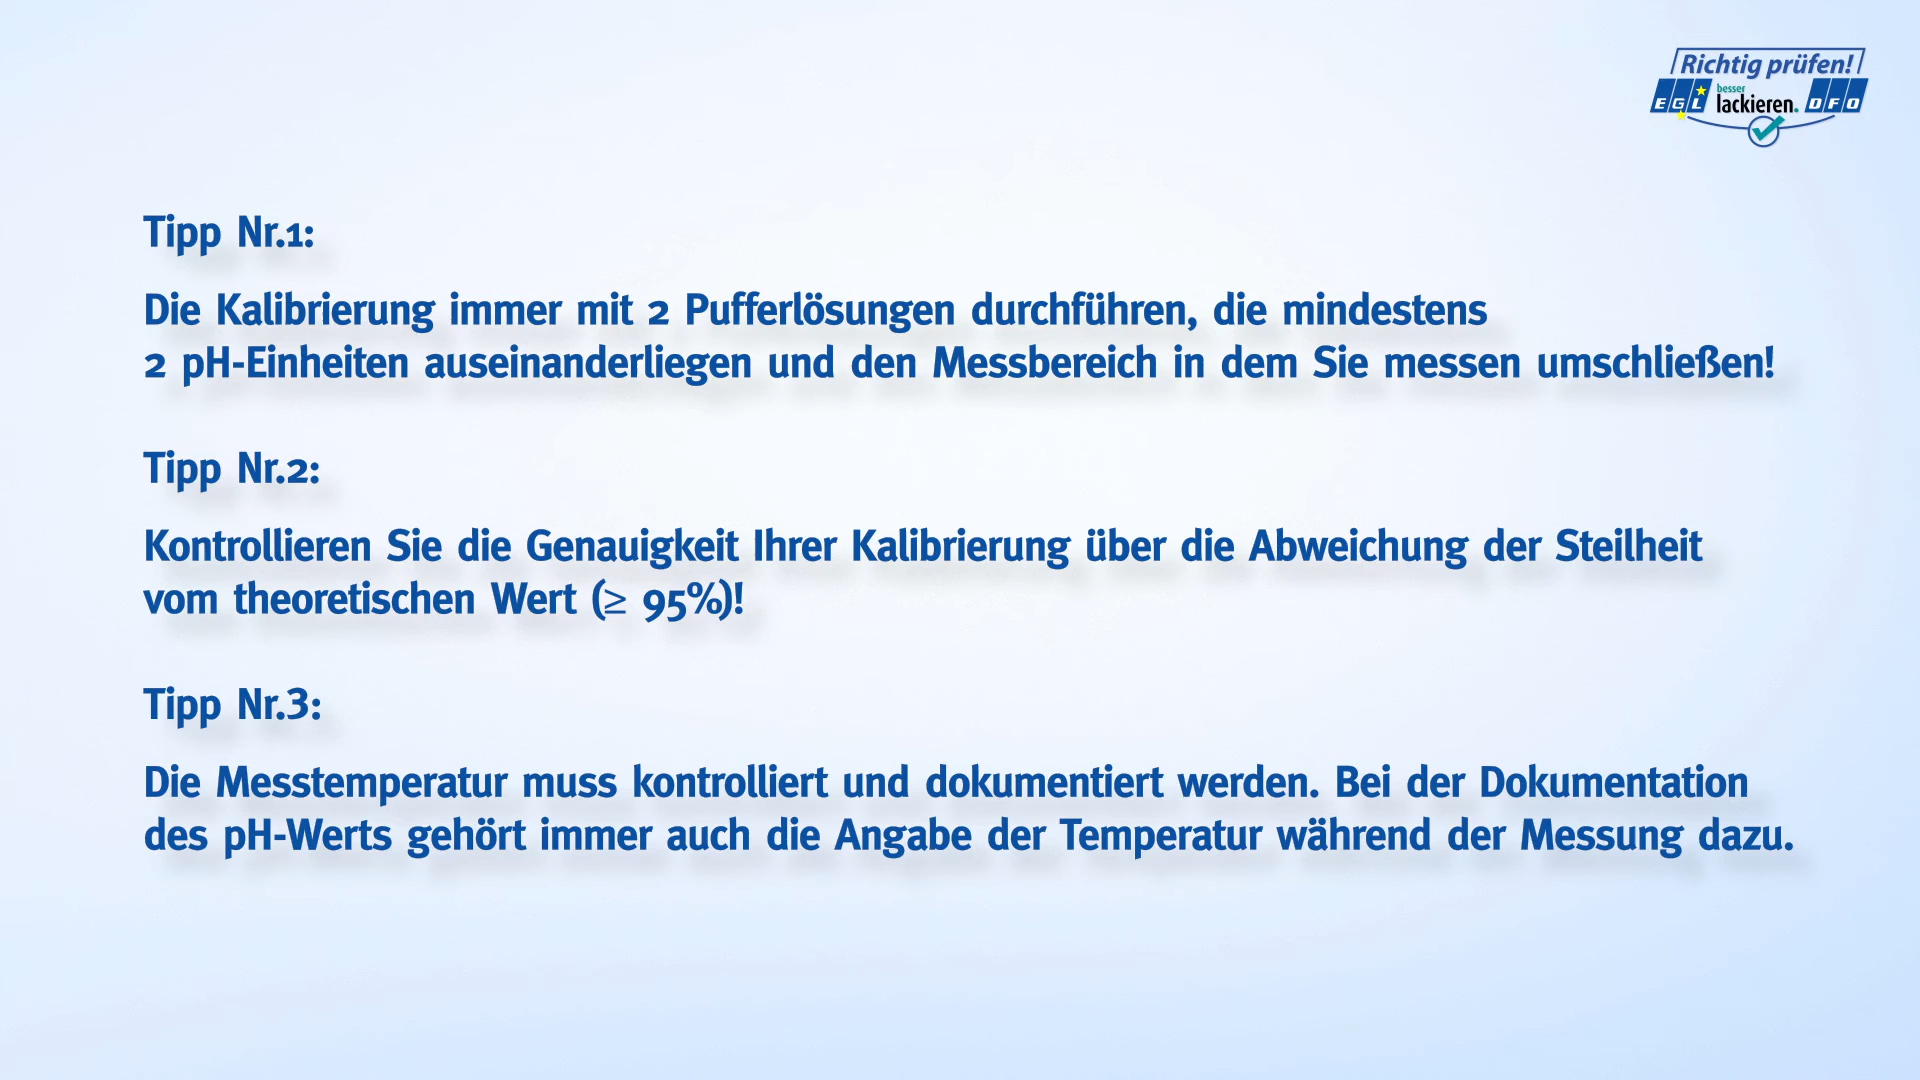 Richtig prüfen!
EGL besser lackieren. DFO
Tipp Nr.1:
Die Kalibrierung immer mit 2 Pufferlösungen durchführen, die mindestens
2 pH-Einheiten auseinanderliegen und den Messbereich in dem Sie messen umschließen!
Tipp Nr.2:
Kontrollieren Sie die Genauigkeit Ihrer Kalibrierung über die Abweichung der Steilheit
vom theoretischen Wert (≥ 95%)!
Tipp Nr.3:
Die Messtemperatur muss kontrolliert und dokumentiert werden. Bei der Dokumentation
des pH-Werts gehört immer auch die Angabe der Temperatur während der Messung dazu.